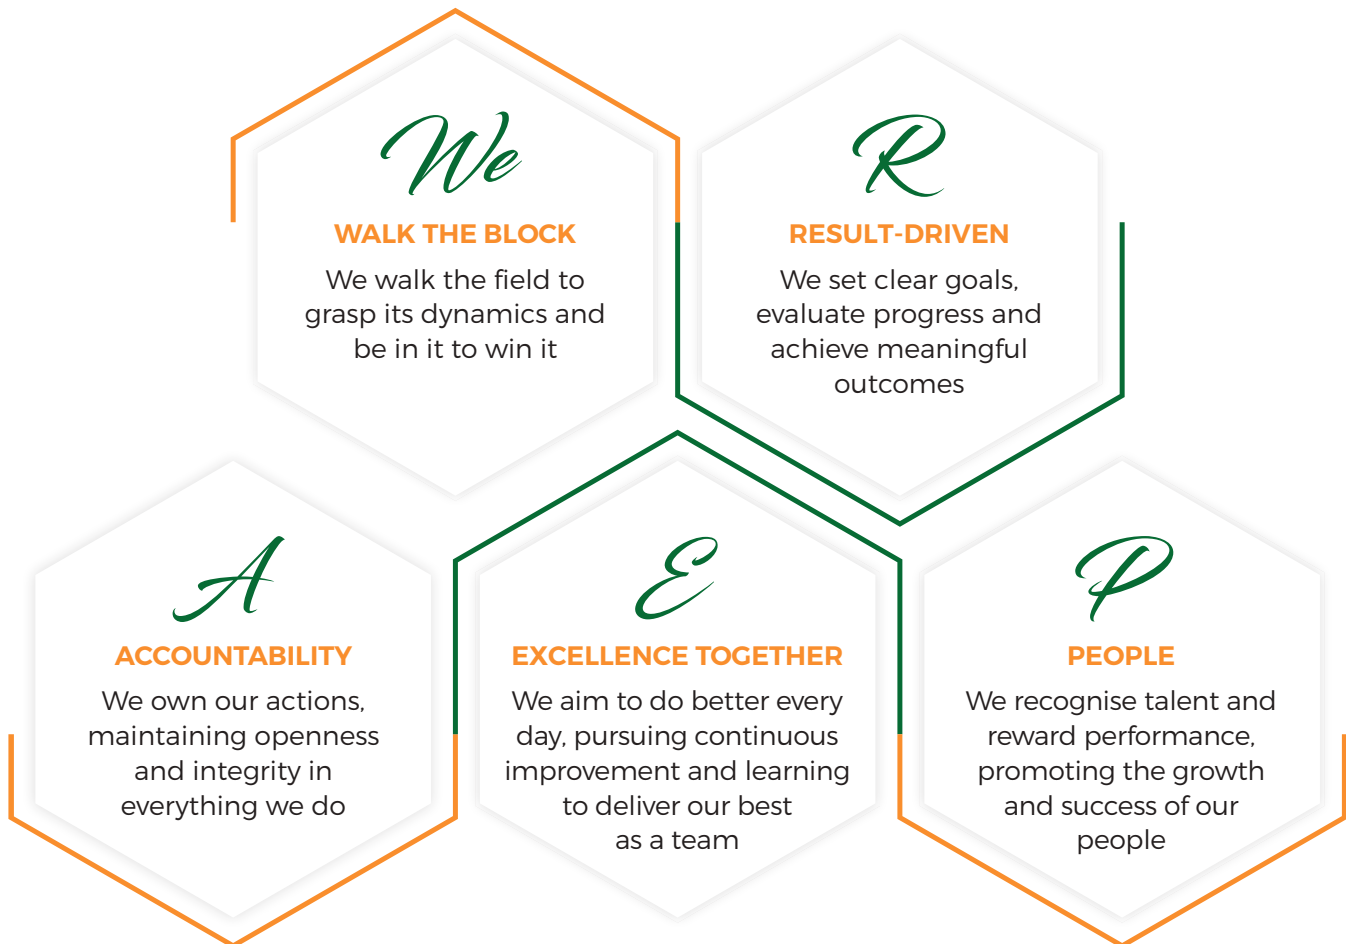 We
WALK THE BLOCK
We walk the field to
grasp its dynamics and
be in it to win it
R
RESULT-DRIVEN
We set clear goals,
evaluate progress and
achieve meaningful
outcomes
A
ACCOUNTABILITY
We own our actions,
maintaining openness
and integrity in
everything we do
E
EXCELLENCE TOGETHER
We aim to do better every
day, pursuing continuous
improvement and learning
to deliver our best
as a team
P
PEOPLE
We recognise talent and
reward performance,
promoting the growth
and success of our
people